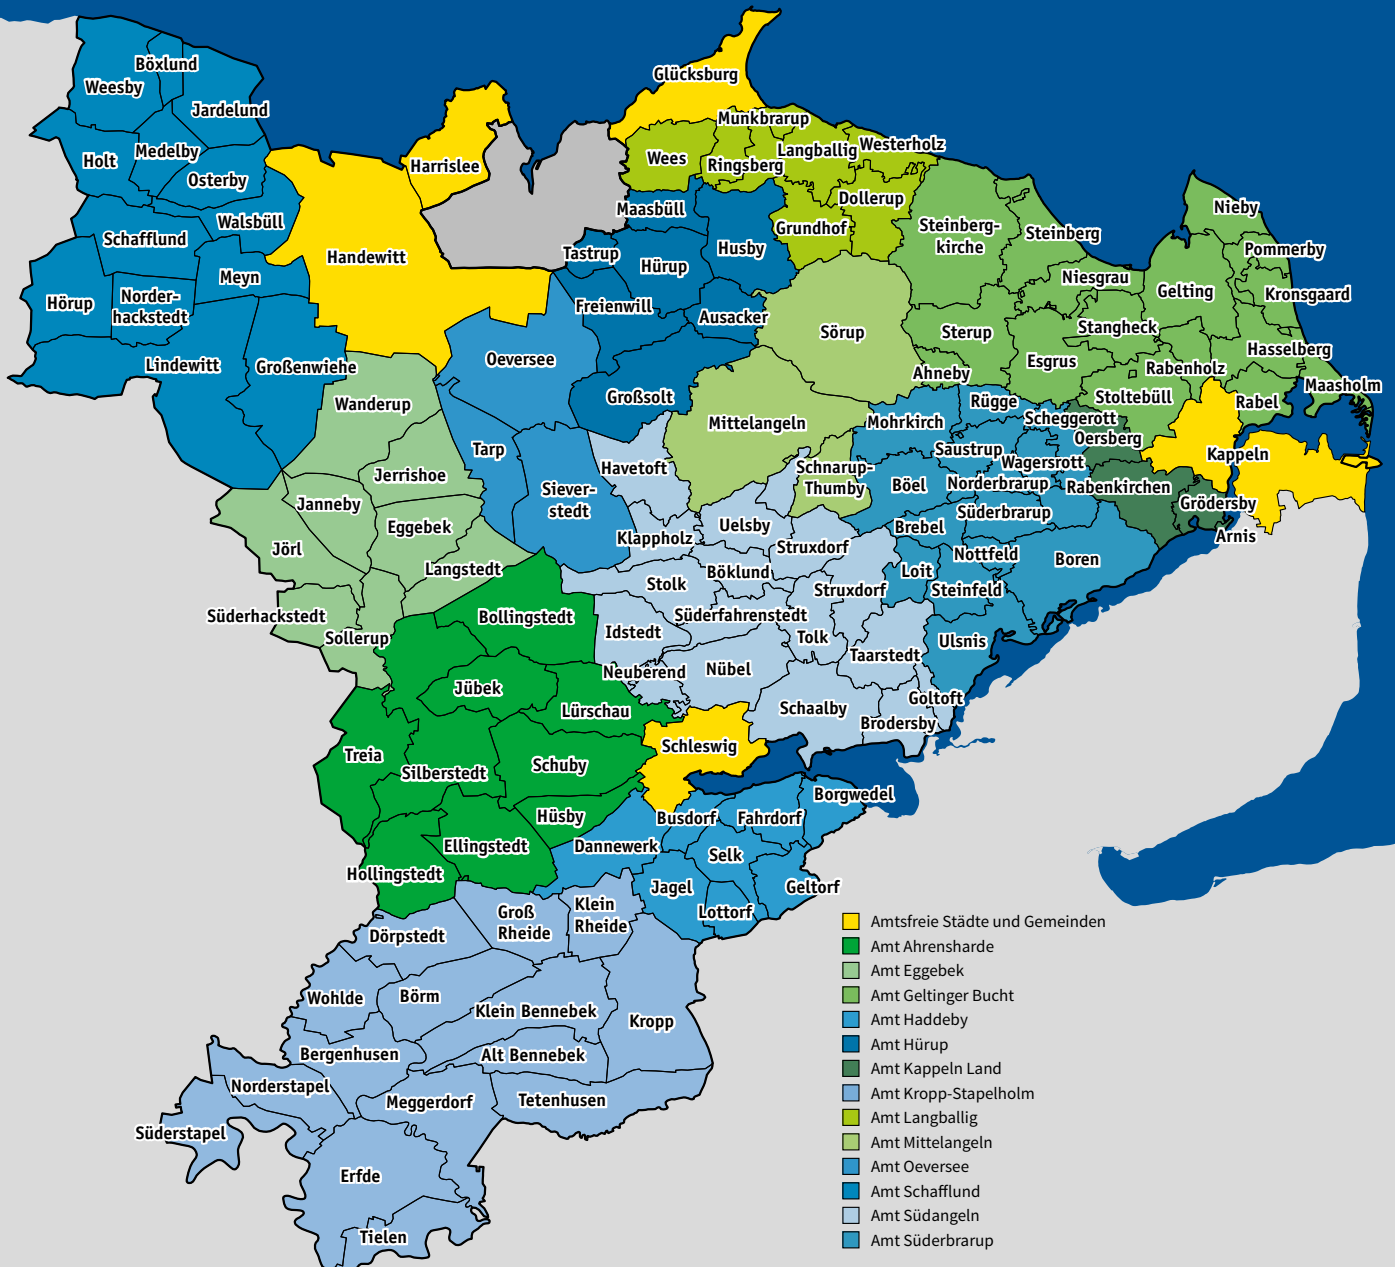 Böxlund
Weesby
Jardelund
Holt
Medelby
Osterby
Walsbüll
Schafflund
Meyn
Hörup
Norder-
hackstedt
Lindewitt
Großenwiehe
Handewitt
Harrislee
Glücksburg
Munkbrarup
Wees
Ringsberg
Langballig
Westerholz
Dollerup
Grundhof
Maasbüll
Husby
Tastrup
Hürup
Freienwill
Ausacker
Großsolt
Oeversee
Tarp
Siever-
stedt
Sörup
Mittelangeln
Schnarup-
Thumby
Steinberg-
kirche
Steinberg
Niesgrau
Gelting
Nieby
Pommerby
Kronsgaard
Stangheck
Sterup
Esgrus
Ahneby
Rabenholz
Hasselberg
Stoltebüll
Rabel
Maasholm
Kappeln
Mohrkirch
Rügge
Scheggerott
Oersberg
Saustrup
Wagersrott
Böel
Norderbrarup
Rabenkirchen
Grödersby
Arnis
Süderbrarup
Brebel
Nottfeld
Boren
Loit
Steinfeld
Ulsnis
Wanderup
Jerrishoe
Janneby
Eggebek
Jörl
Langstedt
Süderhackstedt
Sollerup
Havetoft
Klappholz
Uelsby
Struxdorf
Stolk
Böklund
Struxdorf
Süderfahrenstedt
Idstedt
Tolk
Taarstedt
Neuberend
Nübel
Schaalby
Goltoft
Brodersby
Bollingstedt
Jübek
Lürschau
Treia
Silberstedt
Schuby
Hüsby
Ellingstedt
Hollingstedt
Schleswig
Busdorf
Fahrdorf
Borgwedel
Dannewerk
Selk
Jagel
Geltorf
Lottorf
Dörpstedt
Groß
Rheide
Klein
Rheide
Wohlde
Börm
Klein Bennebek
Kropp
Bergenhusen
Alt Bennebek
Norderstapel
Meggerdorf
Tetenhusen
Süderstapel
Erfde
Tielen
Amtsfreie Städte und Gemeinden
Amt Ahrensharde
Amt Eggebek
Amt Geltinger Bucht
Amt Haddeby
Amt Hürup
Amt Kappeln Land
Amt Kropp-Stapelholm
Amt Langballig
Amt Mittelangeln
Amt Oeversee
Amt Schafflund
Amt Südangeln
Amt Süderbrarup